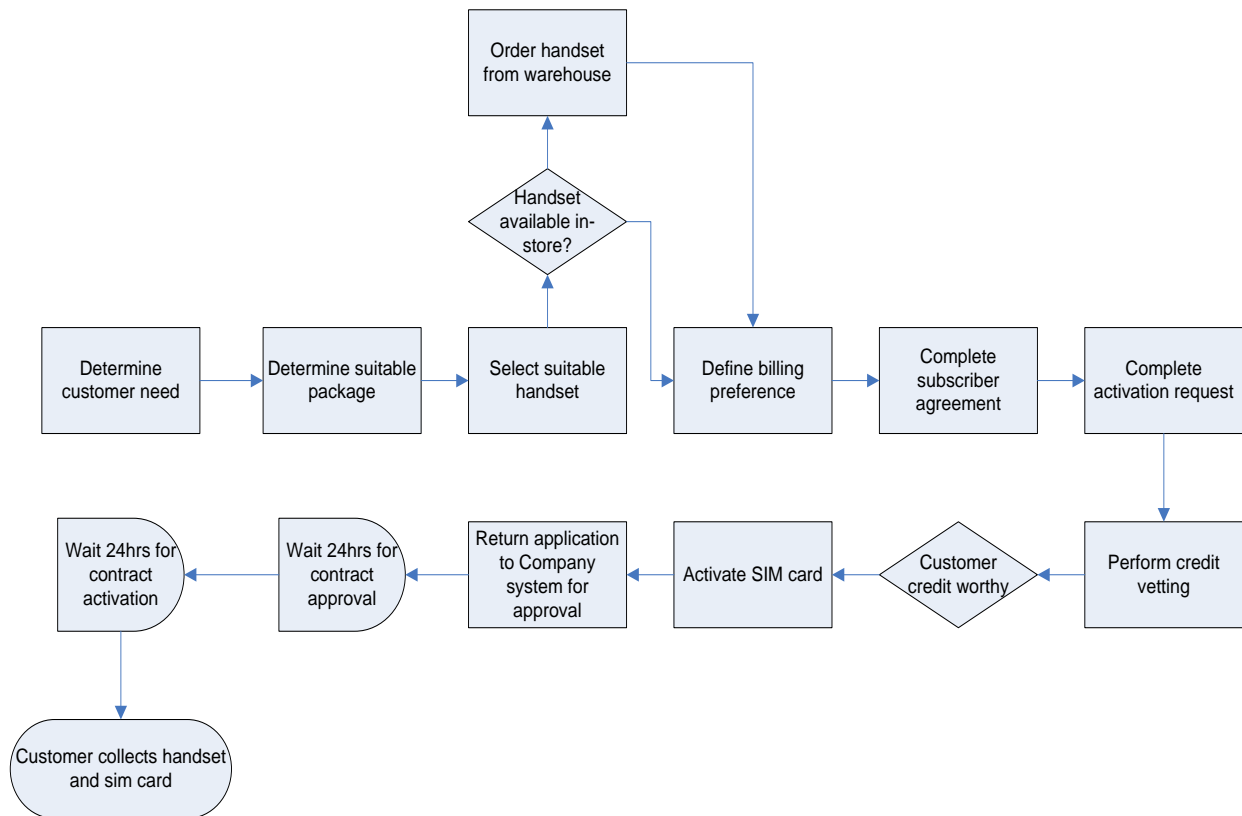 Order handset
from warehouse
Handset
available in-
store?
Determine
customer need
Determine suitable
package
Select suitable
handset
Define billing
preference
Complete
subscriber
agreement
Complete
activation request
Wait 24hrs for
contract
activation
Wait 24hrs for
contract
approval
Return application
to Company
system for
approval
Activate SIM card
Customer
credit worthy
Perform credit
vetting
Customer collects handset
and sim card